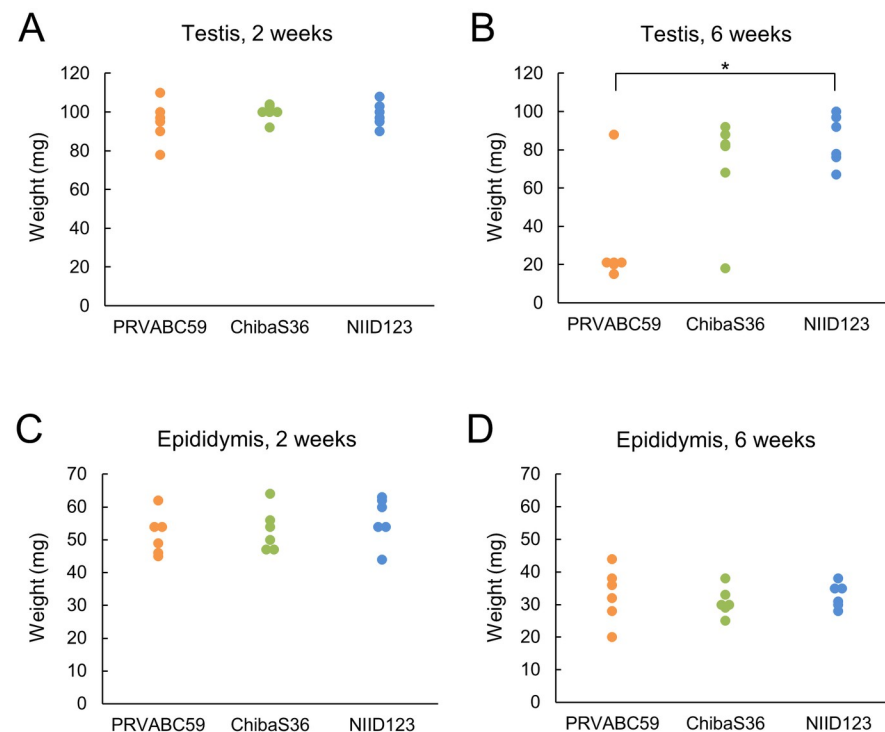 A
Testis, 2 weeks
Weight (mg)
120
100
80
60
40
20
0
PRVABC59 ChibaS36 NIID123
B
Testis, 6 weeks
*
Weight (mg)
120
100
80
60
40
20
0
PRVABC59 ChibaS36 NIID123
C
Epididymis, 2 weeks
Weight (mg)
70
60
50
40
30
20
10
0
PRVABC59 ChibaS36 NIID123
D
Epididymis, 6 weeks
Weight (mg)
70
60
50
40
30
20
10
0
PRVABC59 ChibaS36 NIID123